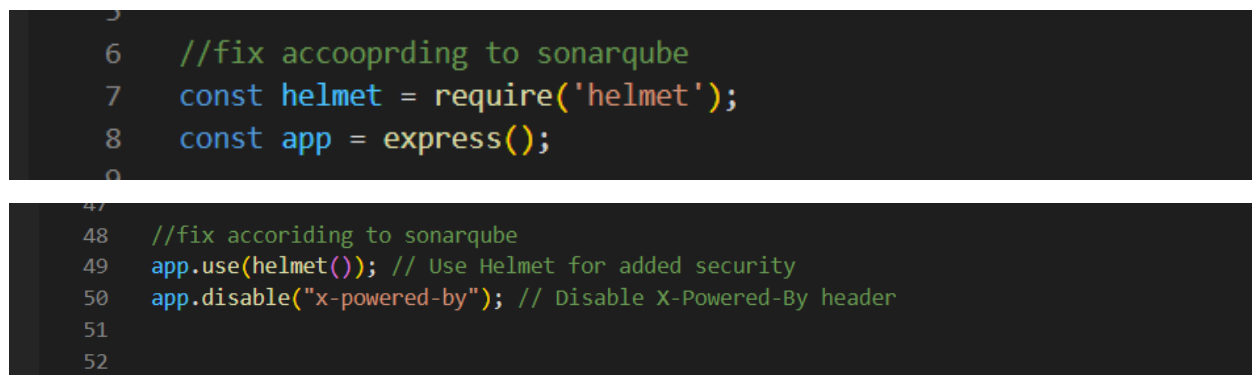 6 //fix accooprding to sonarqube
7 const helmet = require('helmet');
8 const app = express();
48 //fix accoriding to sonarqube
49 app.use(helmet()); // Use Helmet for added security
50 app.disable("x-powered-by"); // Disable X-Powered-By header
51
52